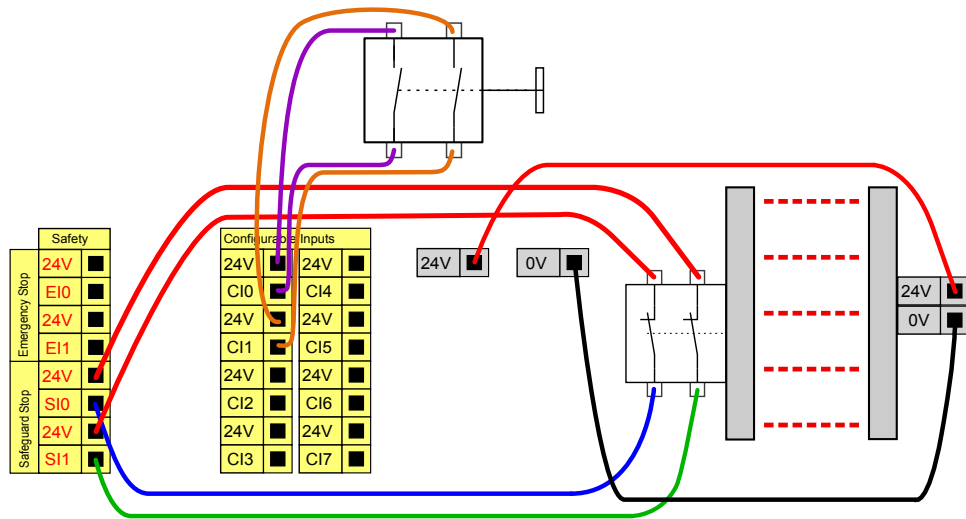 Safety
Emergency Stop
24V
EI0
24V
EI1
Safeguard Stop
24V
SI0
24V
SI1
Configurable Inputs
24V 24V
CI0 CI4
24V 24V
CI1 CI5
24V 24V
CI2 CI6
24V 24V
CI3 CI7
24V
0V
24V
0V